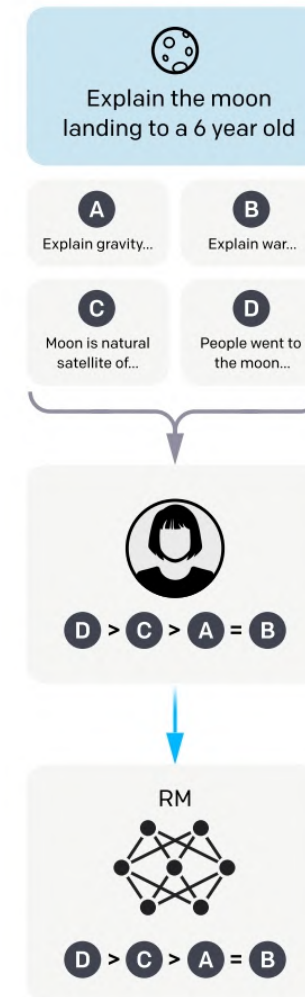 Explain the moon
landing to a 6 year old
A
B
Explain gravity...
Explain war...
C
D
Moon is natural
satellite of...
People went to
the moon...
D > C > A = B
RM
D > C > A = B